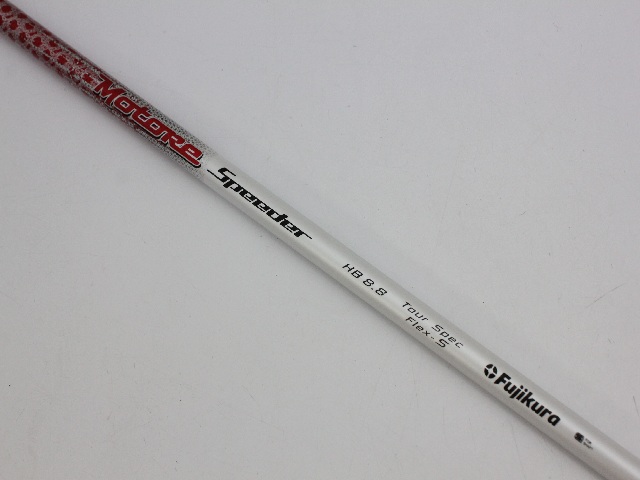 Motore
Speeder
HB 8.8
Tour Spec
Flex-S
Fujikura